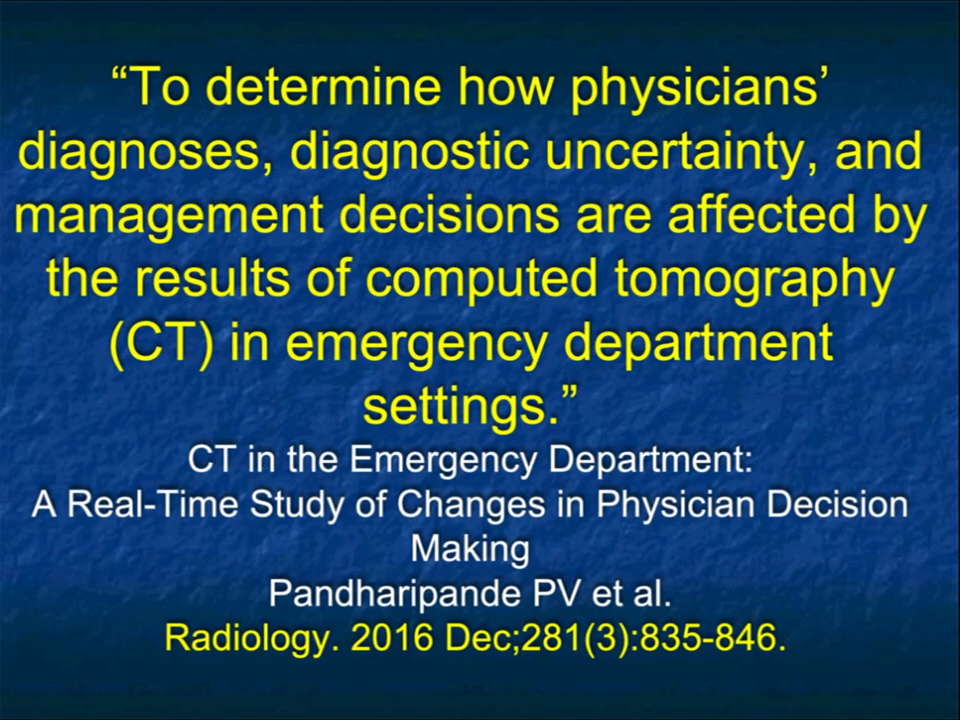 “To determine how physicians’
diagnoses, diagnostic uncertainty, and
management decisions are affected by
the results of computed tomography
(CT) in emergency department
settings.”
CT in the Emergency Department:
A Real-Time Study of Changes in Physician Decision
Making
Pandharipande PV et al.
Radiology. 2016 Dec;281(3):835-846.